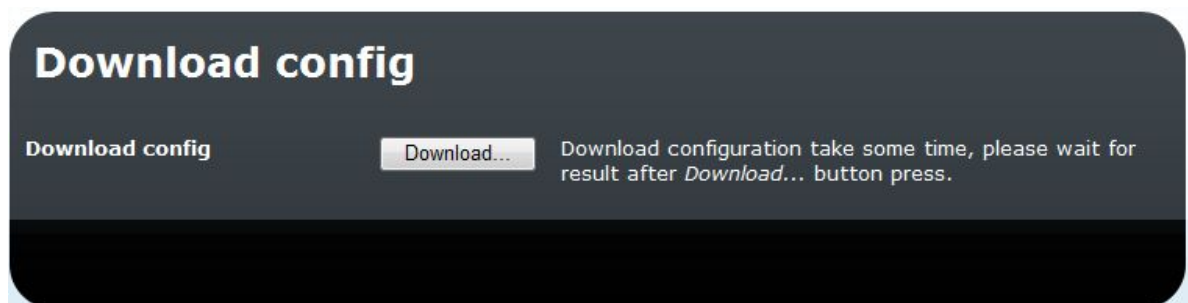 Download config
Download config
Download...
Download configuration take some time, please wait for
result after Download... button press.